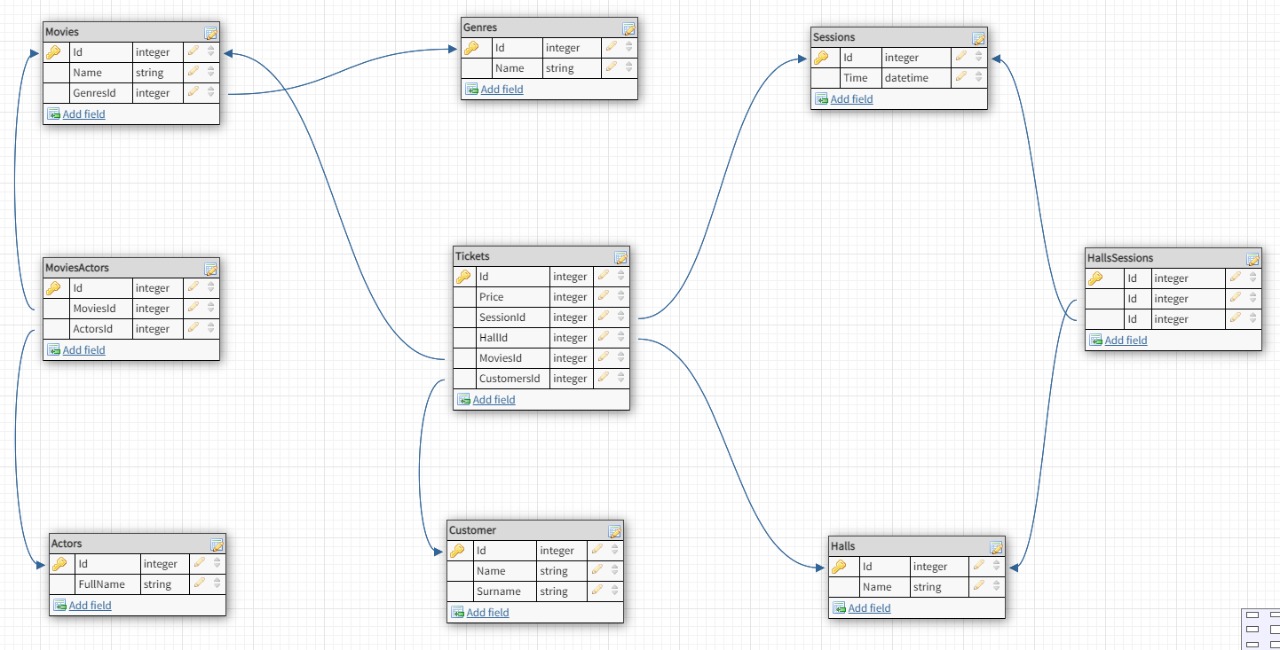 Movies
Id integer
Name string
GenresId integer
Add field
Genres
Id integer
Name string
Add field
Sessions
Id integer
Time datetime
Add field
MoviesActors
Id integer
MoviesId integer
ActorsId integer
Add field
Tickets
Id integer
Price integer
SessionId integer
HallId integer
MoviesId integer
CustomersId integer
Add field
HallsSessions
Id integer
Id integer
Id integer
Add field
Actors
Id integer
FullName string
Add field
Customer
Id integer
Name string
Surname string
Add field
Halls
Id integer
Name string
Add field